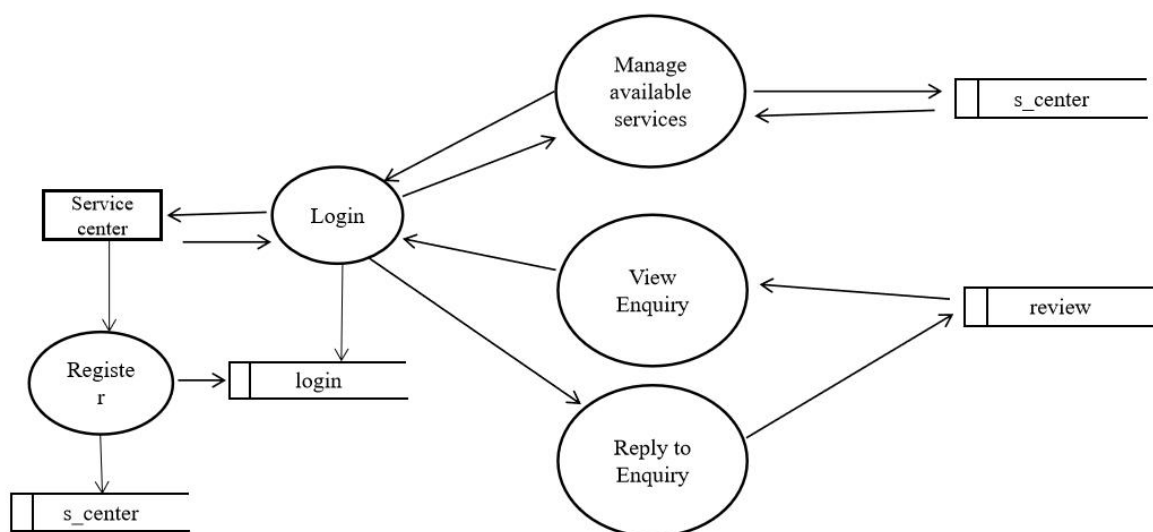 Manage
available
services
s_center
Service
center
Login
View
Enquiry
review
Registe
r
login
Reply to
Enquiry
s_center